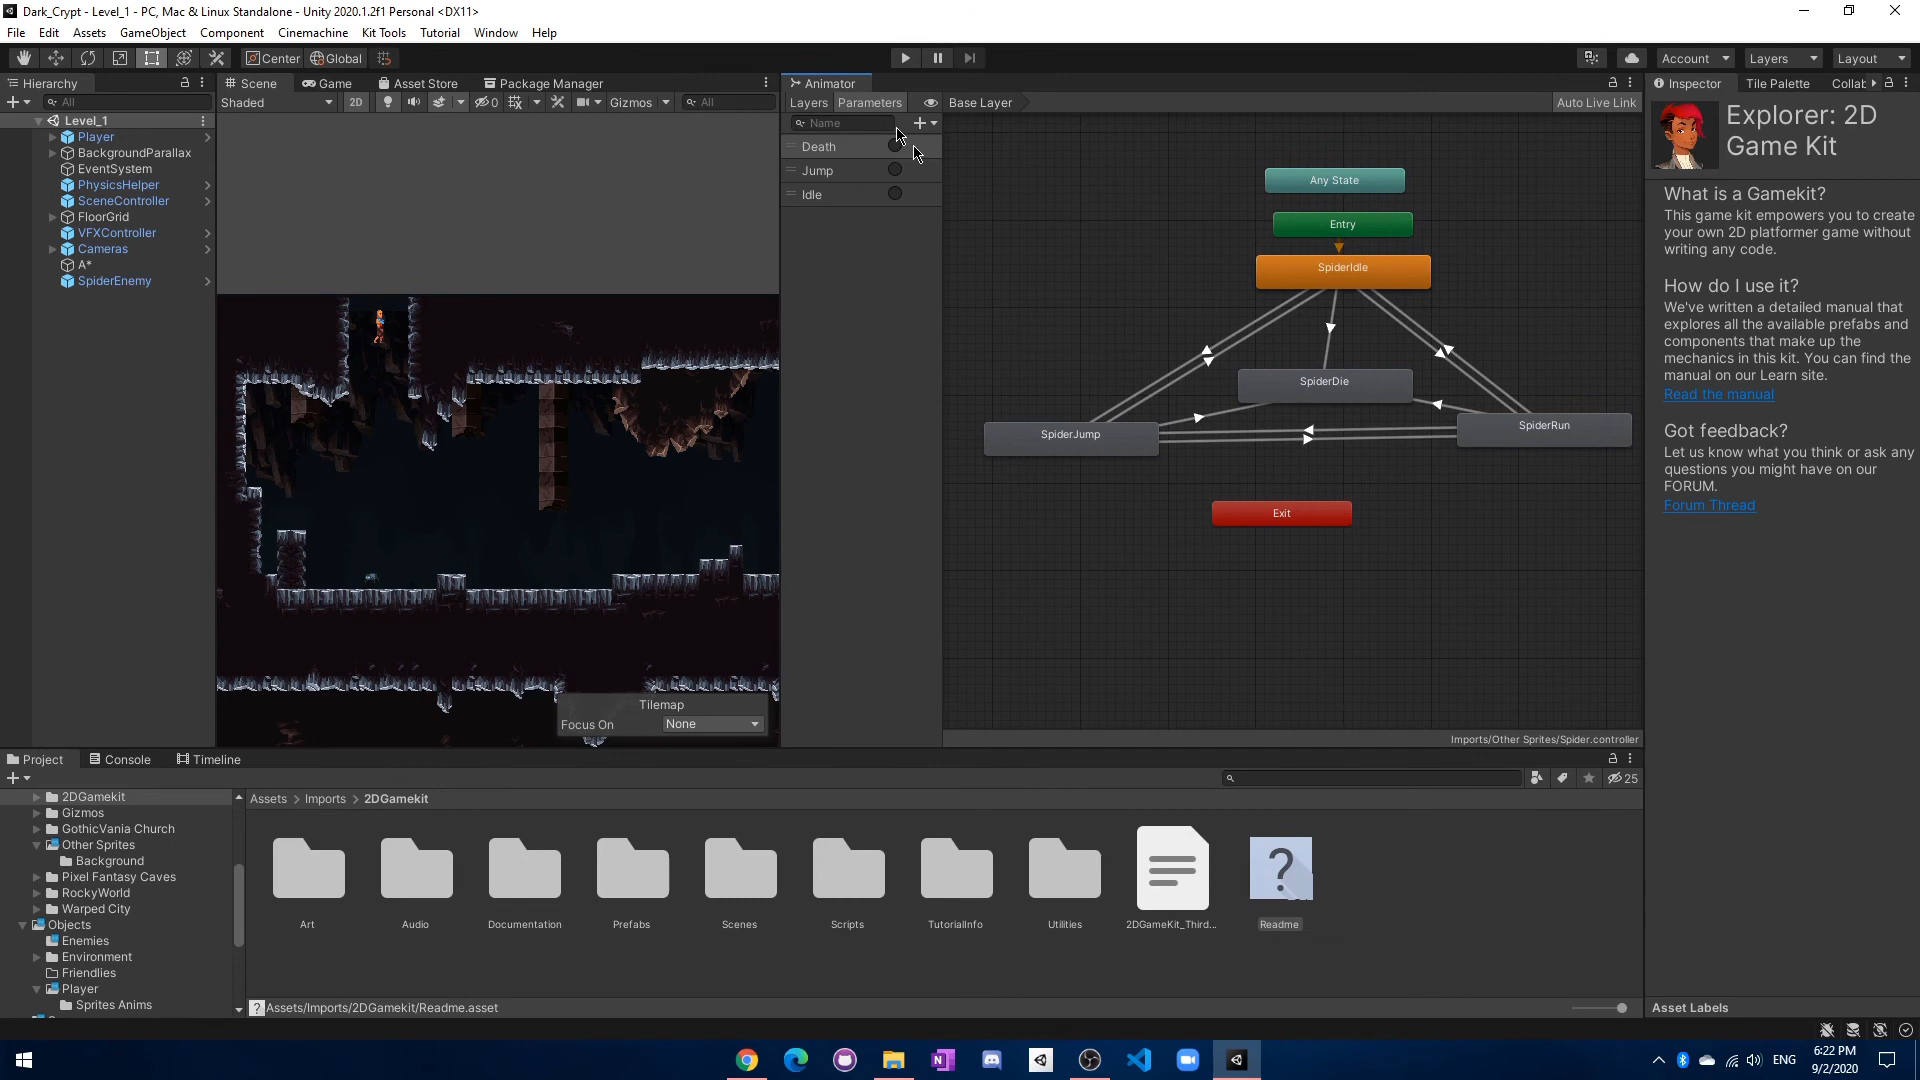 Dark_Crypt - Level_1 - PC, Mac & Linux Standalone - Unity 2020.1.2f1 Personal <DX11>
File Edit Assets GameObject Component Cinemachine Kit Tools Tutorial Window Help
Center Global Account Layers Layout
Hierarchy
All
Level_1
Player
BackgroundParallax
EventSystem
PhysicsHelper
SceneController
FloorGrid
VFXController
Cameras
A*
SpiderEnemy
Scene Game Asset Store Package Manager
Shaded 2D 0 Gizmos All
Tilemap
Focus On None
Animator
Layers Parameters Base Layer Auto Live Link
Name
Death
Jump
Idle
Any State
Entry
SpiderIdle
SpiderDie
SpiderRun
SpiderJump
Exit
Imports/Other Sprites/Spider.controller
Inspector Tile Palette Collab
Explorer: 2D
Game Kit
What is a Gamekit?
This game kit empowers you to create
your own 2D platformer game without
writing any code.
How do I use it?
We've written a detailed manual that
explores all the available prefabs and
components that make up the
mechanics in this kit. You can find the
manual on our Learn site.
Read the manual
Got feedback?
Let us know what you think or ask any
questions you might have on our
FORUM.
Forum Thread
Asset Labels
Project Console Timeline
25
2DGamekit
Gizmos
GothicVania Church
Other Sprites
Background
Pixel Fantasy Caves
RockyWorld
Warped City
Objects
Enemies
Environment
Friendlies
Player
Sprites Anims
Assets > Imports > 2DGamekit
Art Audio Documentation Prefabs Scenes Scripts TutorialInfo Utilities 2DGameKit_Third... Readme
Assets/Imports/2DGamekit/Readme.asset
ENG
6:22 PM
9/2/2020